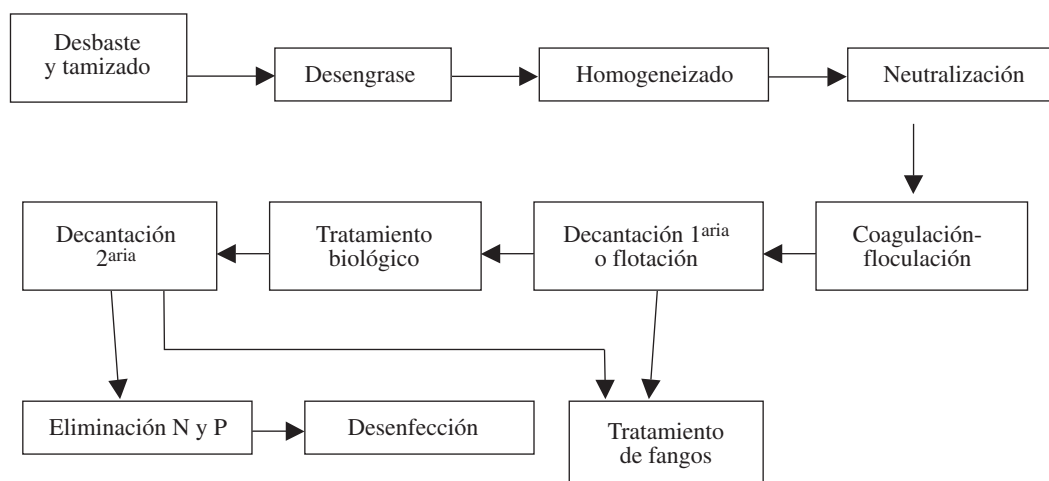 Desbaste
y tamizado
Desengrase
Homogeneizado
Neutralización
Coagulación-
floculación
Decantación 1aria
o flotación
Tratamiento
biológico
Decantación
2aria
Eliminación N y P
Desenfección
Tratamiento
de fangos